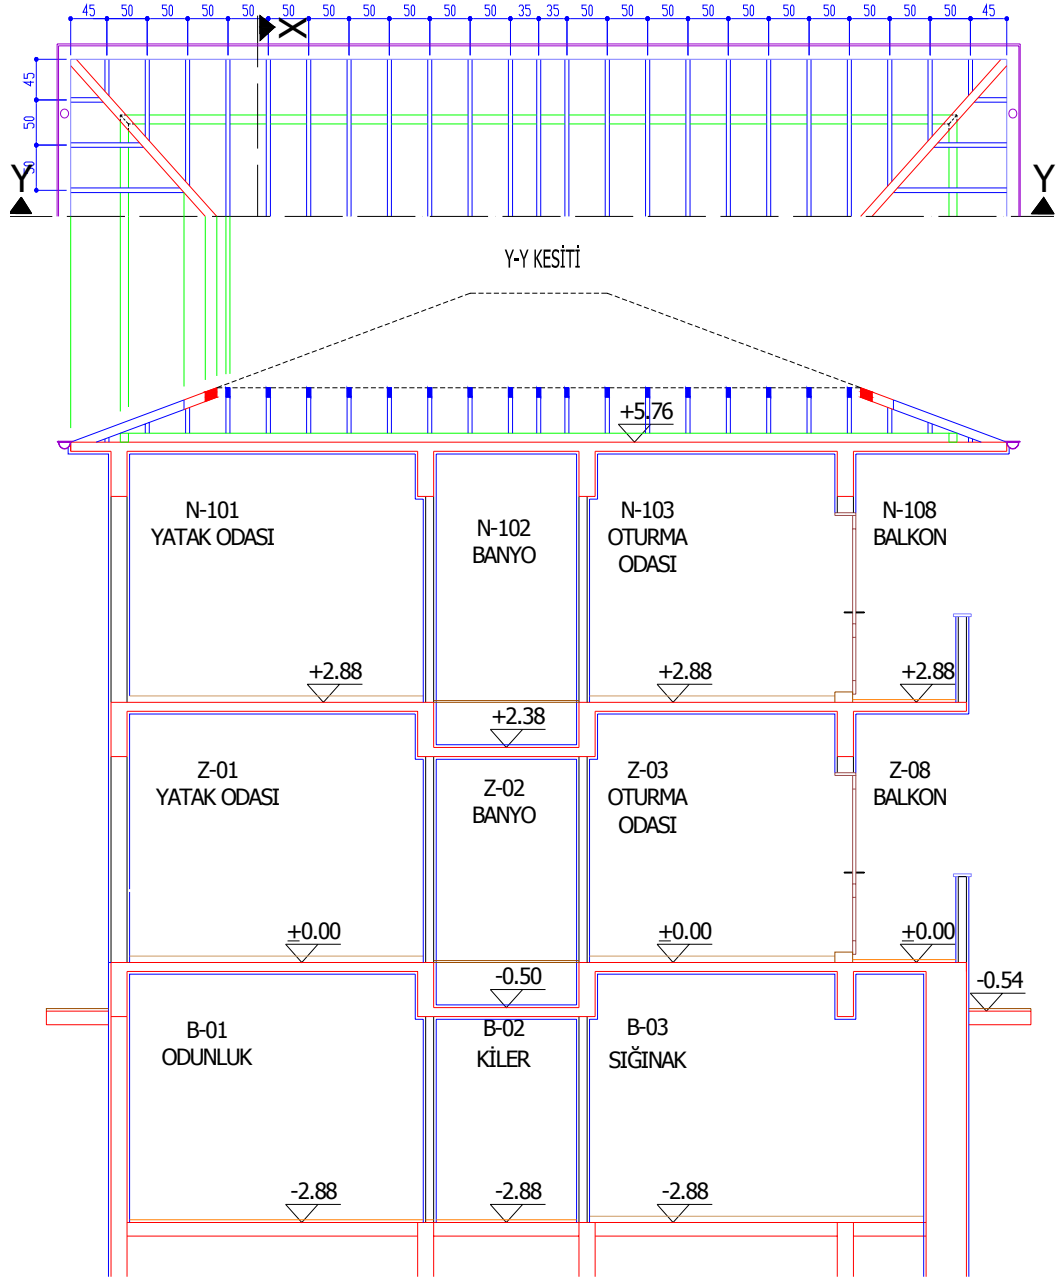 45 50 50 50 50 50 50 50 50 50 50 35 35 50 50 50 50 50 50 50 50 50 50 45
X
45
50
50
Y Y
Y-Y KESİTİ
+5.76
N-101
YATAK ODASI
N-102
BANYO
N-103
OTURMA
ODASI
N-108
BALKON
+2.88 +2.88 +2.88
+2.38
Z-01
YATAK ODASI
Z-02
BANYO
Z-03
OTURMA
ODASI
Z-08
BALKON
±0.00 ±0.00 ±0.00
-0.50
-0.54
B-01
ODUNLUK
B-02
KİLER
B-03
SIĞINAK
-2.88 -2.88 -2.88